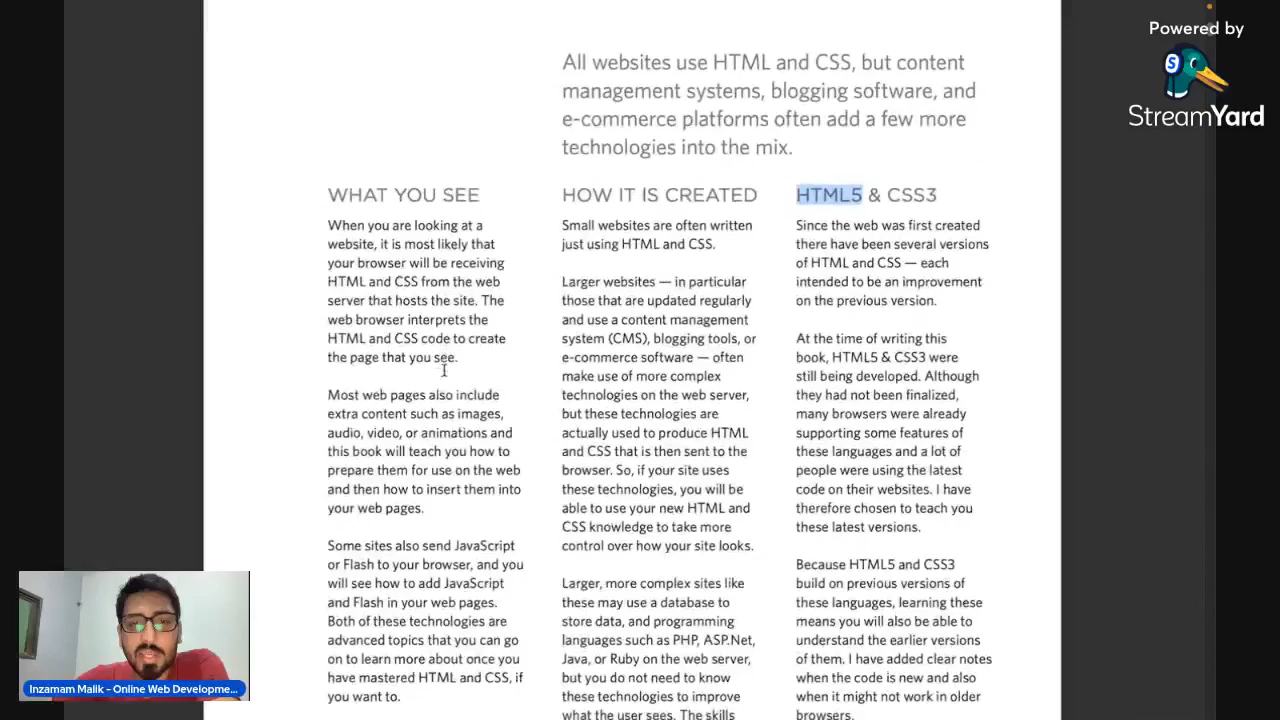 Powered by
StreamYard
All websites use HTML and CSS, but content
management systems, blogging software, and
e-commerce platforms often add a few more
technologies into the mix.
WHAT YOU SEE
When you are looking at a
website, it is most likely that
your browser will be receiving
HTML and CSS from the web
server that hosts the site. The
web browser interprets the
HTML and CSS code to create
the page that you see.
Most web pages also include
extra content such as images,
audio, video, or animations and
this book will teach you how to
prepare them for use on the web
and then how to insert them into
your web pages.
Some sites also send JavaScript
or Flash to your browser, and you
will see how to add JavaScript
and Flash in your web pages.
Both of these technologies are
advanced topics that you can go
on to learn more about once you
have mastered HTML and CSS, if
you want to.
HOW IT IS CREATED
Small websites are often written
just using HTML and CSS.
Larger websites — in particular
those that are updated regularly
and use a content management
system (CMS), blogging tools, or
e-commerce software — often
make use of more complex
technologies on the web server,
but these technologies are
actually used to produce HTML
and CSS that is then sent to the
browser. So, if your site uses
these technologies, you will be
able to use your new HTML and
CSS knowledge to take more
control over how your site looks.
Larger, more complex sites like
these may use a database to
store data, and programming
languages such as PHP, ASP.Net,
Java, or Ruby on the web server,
but you do not need to know
these technologies to improve
what the user sees. The skills
HTML5 & CSS3
Since the web was first created
there have been several versions
of HTML and CSS — each
intended to be an improvement
on the previous version.
At the time of writing this
book, HTML5 & CSS3 were
still being developed. Although
they had not been finalized,
many browsers were already
supporting some features of
these languages and a lot of
people were using the latest
code on their websites. I have
therefore chosen to teach you
these latest versions.
Because HTML5 and CSS3
build on previous versions of
these languages, learning these
means you will also be able to
understand the earlier versions
of them. I have added clear notes
when the code is new and also
when it might not work in older
browsers.
Inzamam Malik - Online Web Developme...